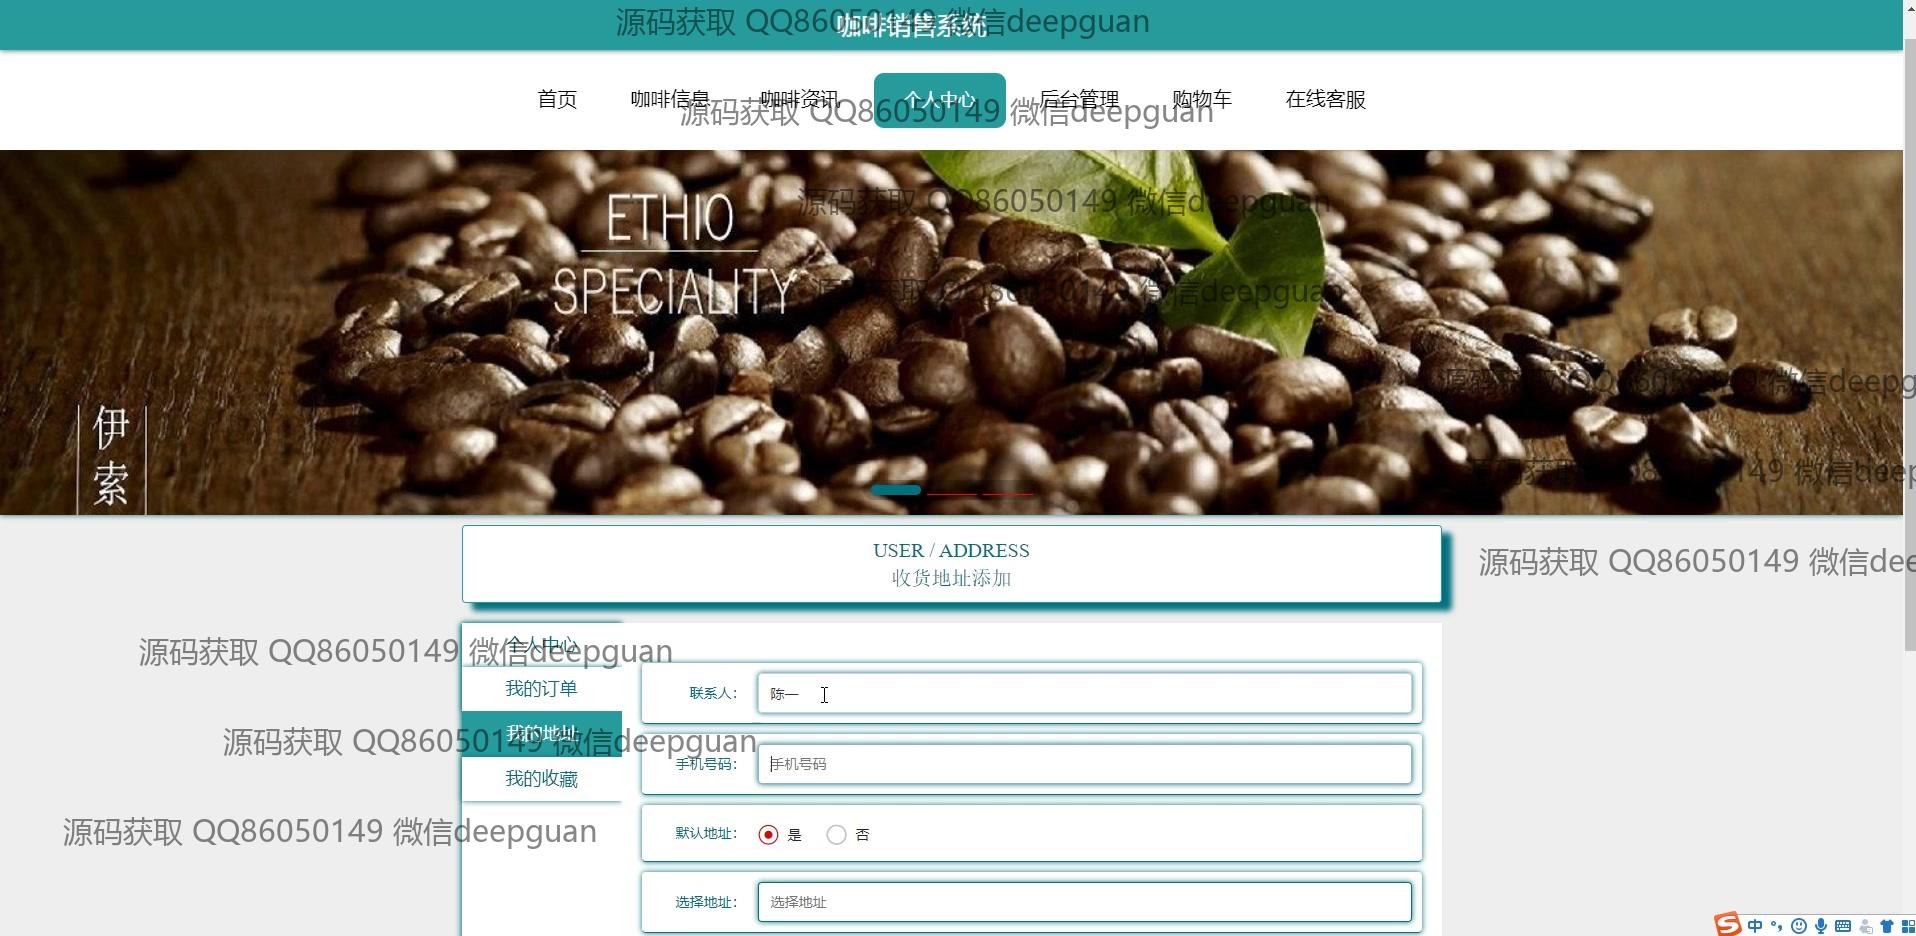 咖啡销售系统
源码获取 QQ86050149 微信deepguan
首页 咖啡信息 咖啡资讯 个人中心 后台管理 购物车 在线客服
源码获取 QQ86050149 微信deepguan
源码获取 QQ86050149 微信deepguan
ETHIO
SPECIALITY
源码获取 QQ86050149 微信deepguan
源码获取 QQ86050149 微信deepg
伊索
源码获取 QQ86050149 微信deep
USER / ADDRESS
收货地址添加
源码获取 QQ86050149 微信dee
个人中心
源码获取 QQ86050149 微信deepguan
我的订单
联系人： 陈一
我的地址
源码获取 QQ86050149 微信deepguan
手机号码： 手机号码
我的收藏
源码获取 QQ86050149 微信deepguan
默认地址： 是 否
选择地址： 选择地址
中